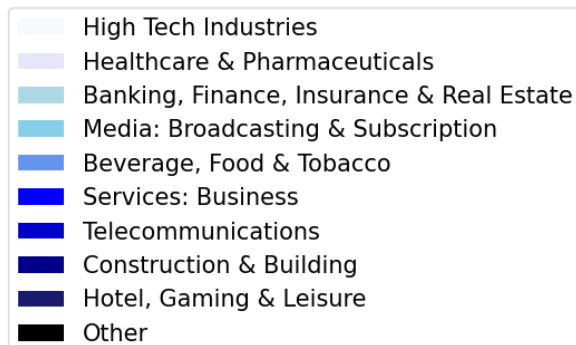 High Tech Industries
Healthcare & Pharmaceuticals
Banking, Finance, Insurance & Real Estate
Media: Broadcasting & Subscription
Beverage, Food & Tobacco
Services: Business
Telecommunications
Construction & Building
Hotel, Gaming & Leisure
Other